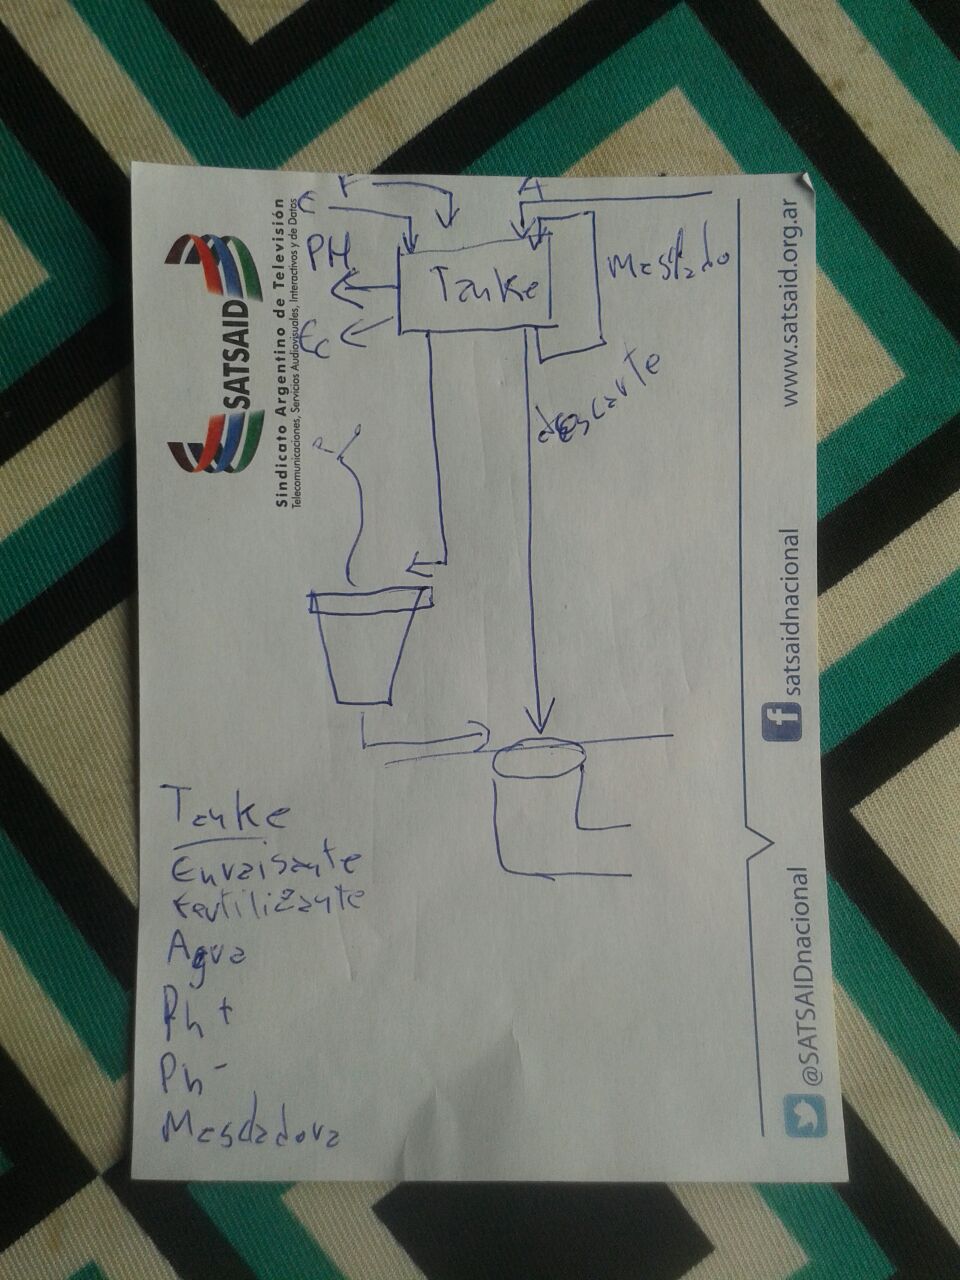 F
A
E
PH
Tanke
Mesclado
Ec
descarte
Tanke
Enraisante
Fertilizante
Agua
Ph+
Ph-
Mescladora
SATSAID
Sindicato Argentino de Televisión
Telecomunicaciones, Servicios Audiovisuales, Interactivos y de Datos
@SATSAIDnacional
satsaidnacional
www.satsaid.org.ar